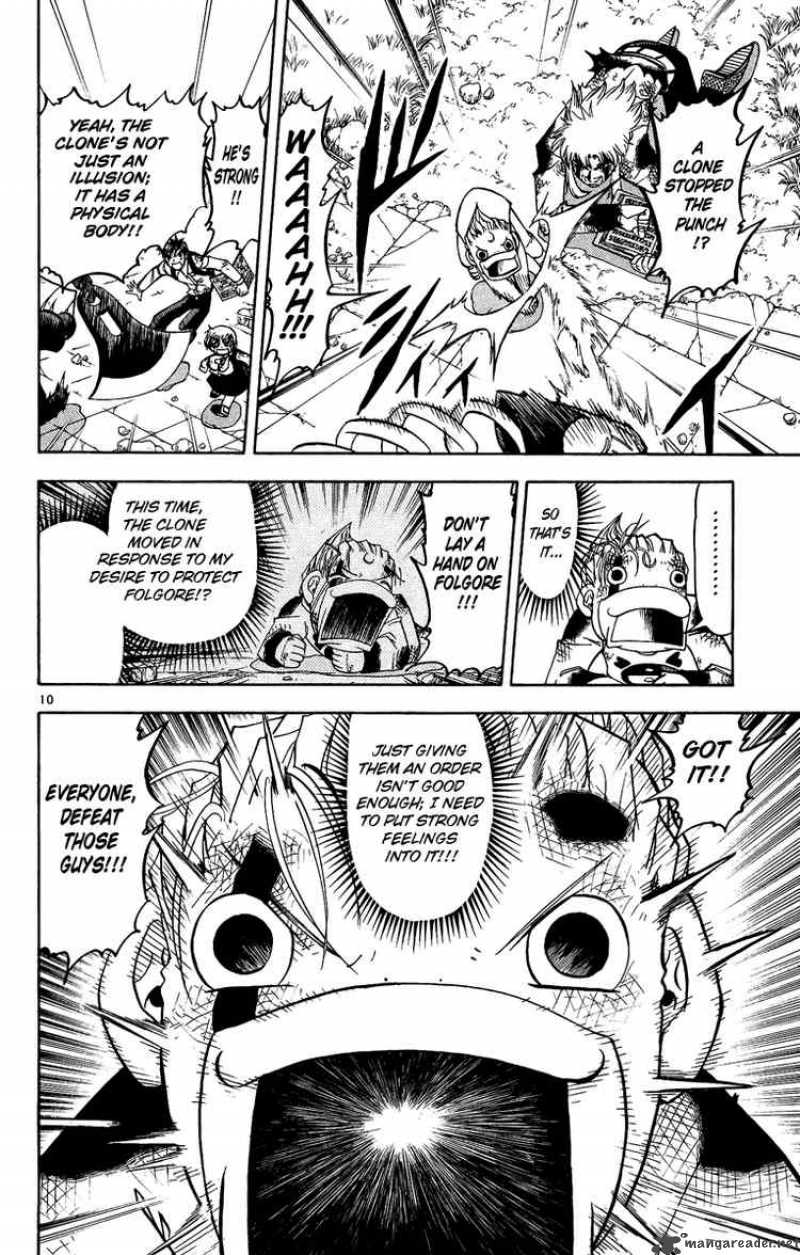 A CLONE
STOPPED
THE
PUNCH
!?
WAAAAHH!!!
HE'S
STRONG
!!
YEAH, THE
CLONE'S NOT
JUST AN
ILLUSION;
IT HAS A
PHYSICAL
BODY!!
........
SO
THAT'S
IT...
DON'T
LAY A
HAND ON
FOLGORE
!!!
THIS TIME,
THE CLONE
MOVED IN
RESPONSE TO MY
DESIRE TO PROTECT
FOLGORE!?
10
GOT
IT!!
JUST GIVING
THEM AN ORDER
ISN'T GOOD
ENOUGH; I NEED
TO PUT STRONG
FEELINGS
INTO IT!!!
EVERYONE,
DEFEAT
THOSE
GUYS!!!
mangareader.net